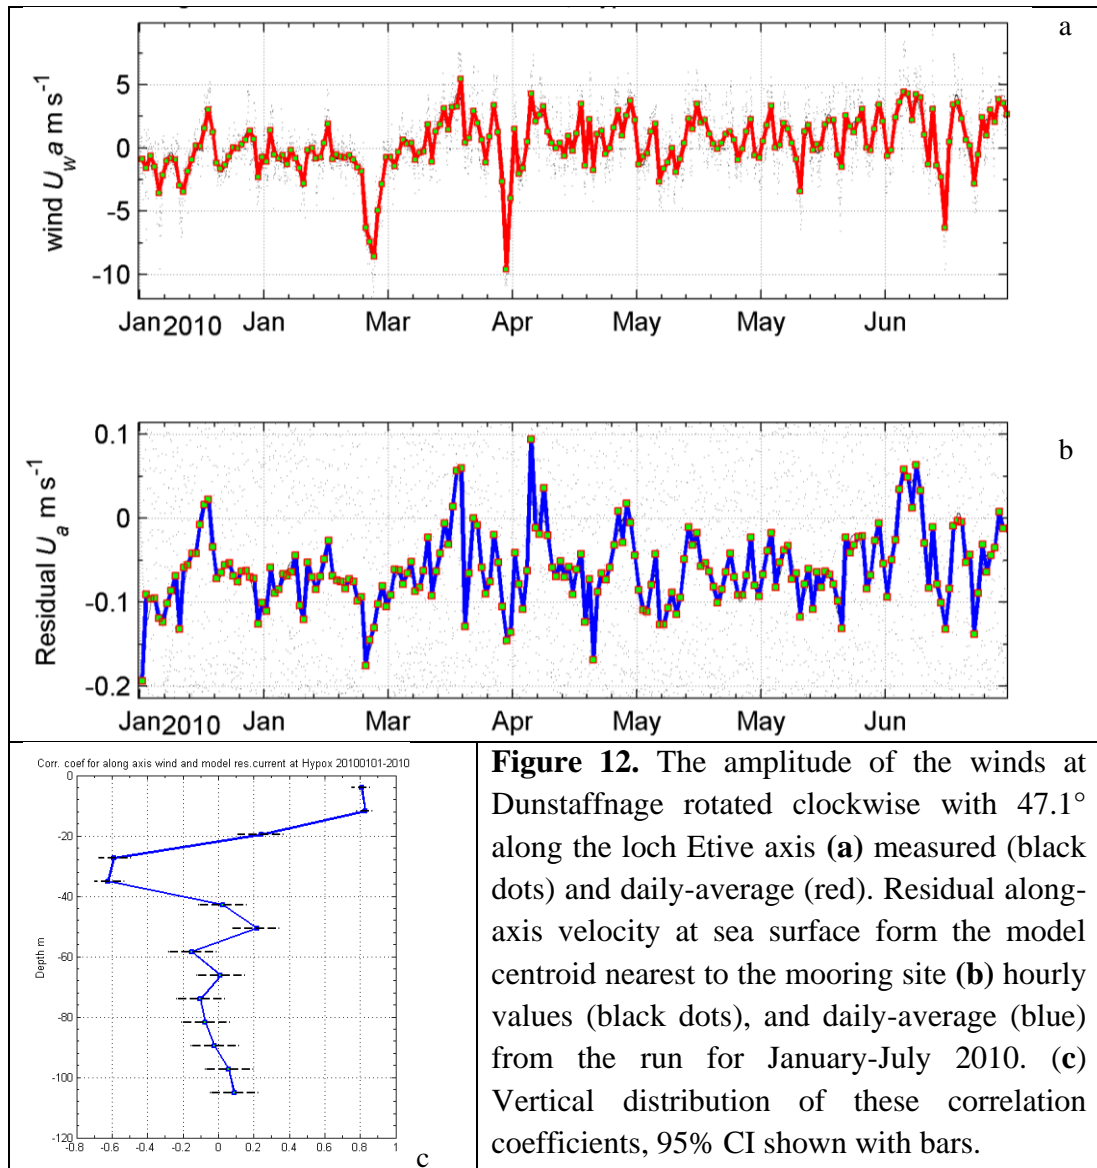 a
5
0
-5
-10
wind U_w a m s⁻¹
Jan 2010 Jan Mar Apr May May Jun
b
0.1
0
-0.1
-0.2
Residual U_a m s⁻¹
Jan 2010 Jan Mar Apr May May Jun
Corr. coef for along axis wind and model res.current at Hypox 20100101-2010
0
-20
-40
-60
-80
-100
-120
Depth m
-0.8 -0.6 -0.4 -0.2 0 0.2 0.4 0.6 0.8 1
c
Figure 12. The amplitude of the winds at
Dunstaffnage rotated clockwise with 47.1°
along the loch Etive axis (a) measured (black
dots) and daily-average (red). Residual along-
axis velocity at sea surface form the model
centroid nearest to the mooring site (b) hourly
values (black dots), and daily-average (blue)
from the run for January-July 2010. (c)
Vertical distribution of these correlation
coefficients, 95% CI shown with bars.